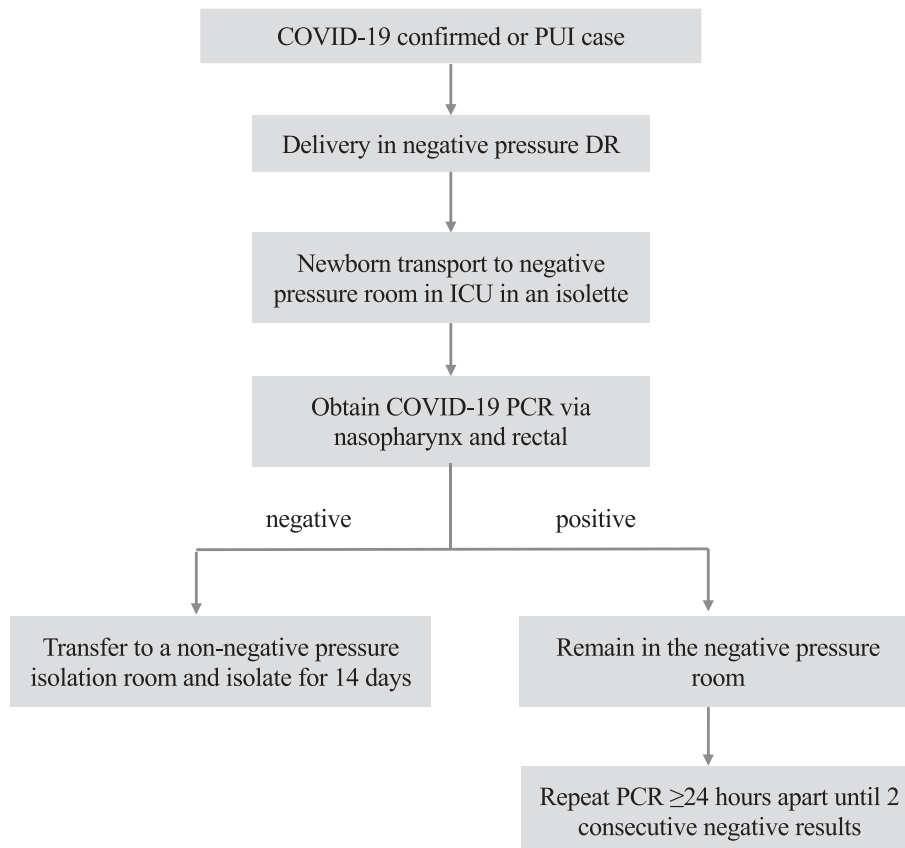 COVID-19 confirmed or PUI case
Delivery in negative pressure DR
Newborn transport to negative
pressure room in ICU in an isolette
Obtain COVID-19 PCR via
nasopharynx and rectal
negative
positive
Transfer to a non-negative pressure
isolation room and isolate for 14 days
Remain in the negative pressure
room
Repeat PCR ≥24 hours apart until 2
consecutive negative results